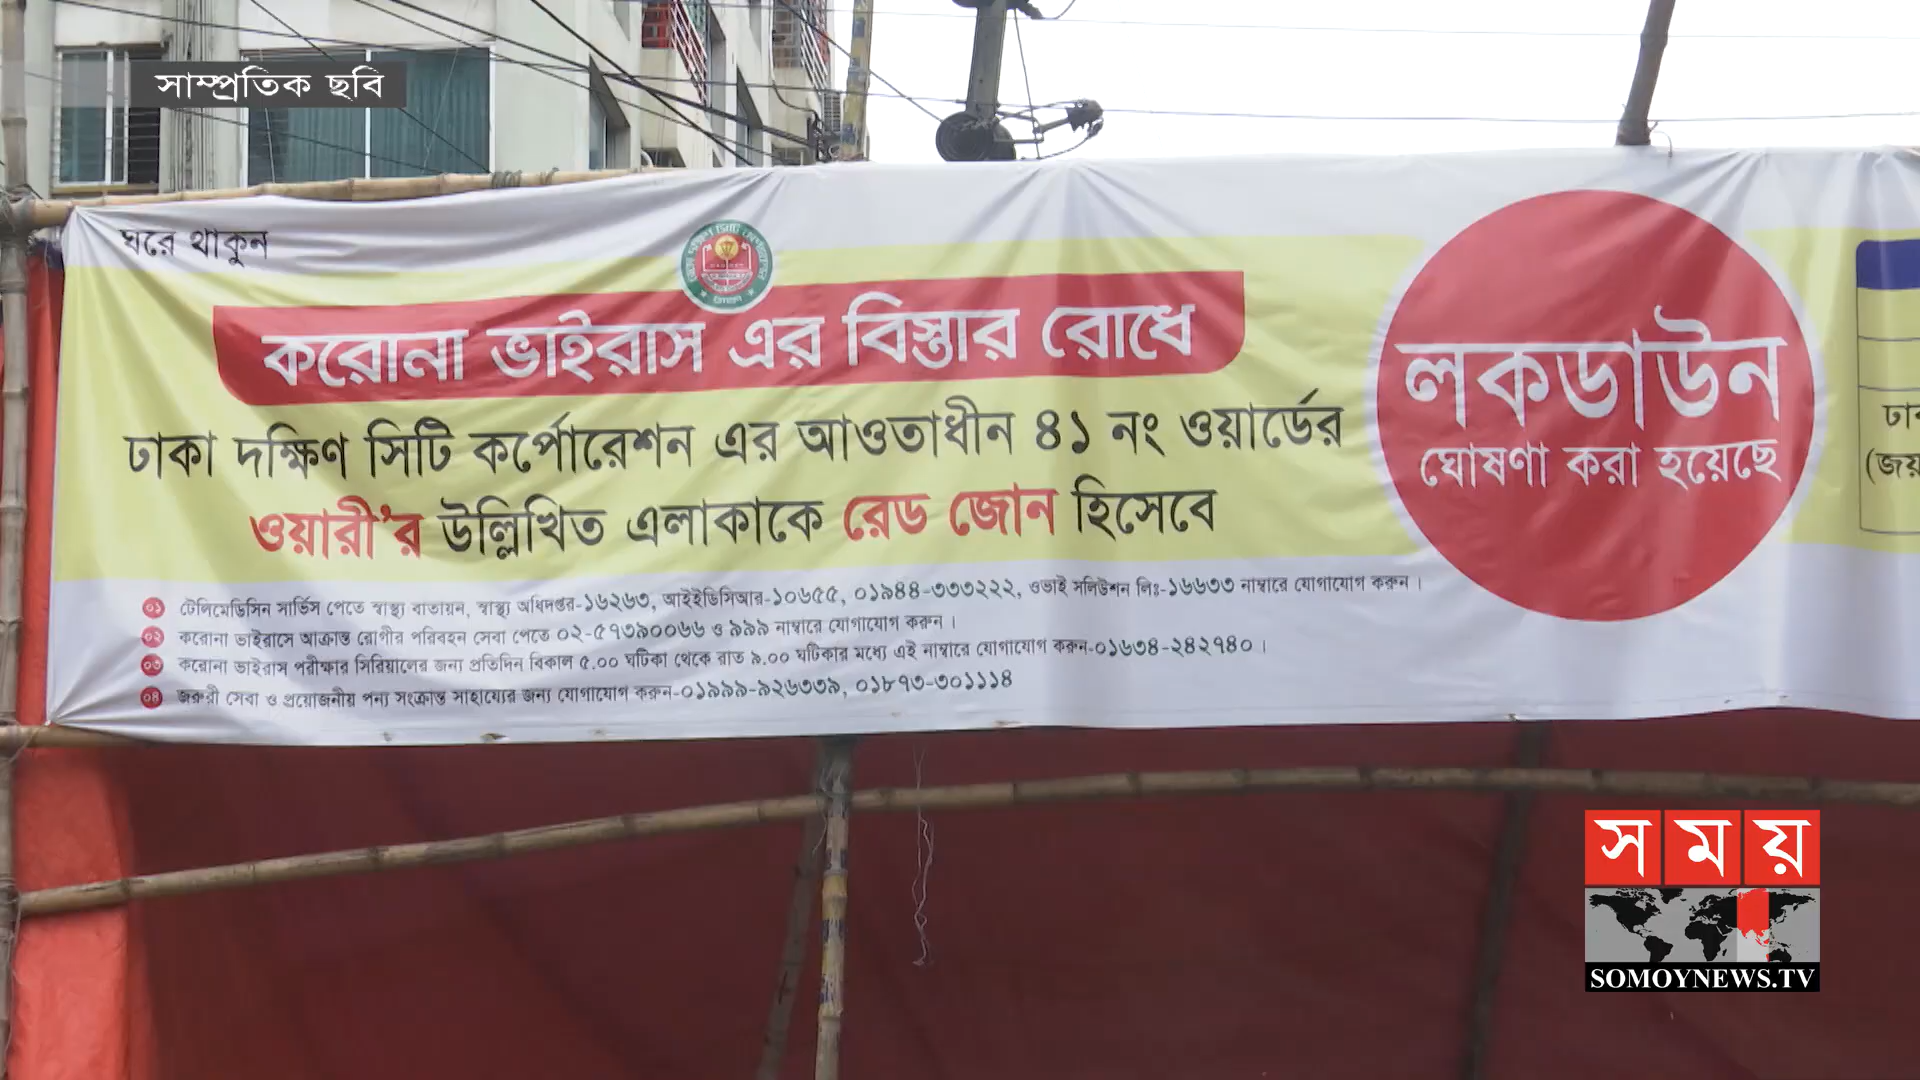 সাম্প্রতিক ছবি
ঘরে থাকুন
করোনা ভাইরাস এর বিস্তার রোধে
ঢাকা দক্ষিণ সিটি কর্পোরেশন এর আওতাধীন ৪১ নং ওয়ার্ডের
ওয়ারী'র উল্লিখিত এলাকাকে রেড জোন হিসেবে
লকডাউন
ঘোষণা করা হয়েছে
০১ টেলিমেডিসিন সার্ভিস পেতে স্বাস্থ্য বাতায়ন, স্বাস্থ্য অধিদপ্তর-১৬২৬৩, আইইডিসিআর-১০৬৫৫, ০১৯৪৪-৩৩৩২২২, ওভাই সলিউশন লিঃ-১৬৬৩৩ নাম্বারে যোগাযোগ করুন।
০২ করোনা ভাইরাসে আক্রান্ত রোগীর পরিবহন সেবা পেতে ০২-৫৭৩৯০০৬৬ ও ৯৯৯ নাম্বারে যোগাযোগ করুন।
০৩ করোনা ভাইরাস পরীক্ষার সিরিয়ালের জন্য প্রতিদিন বিকাল ৫.০০ ঘটিকা থেকে রাত ৯.০০ ঘটিকার মধ্যে এই নাম্বারে যোগাযোগ করুন-০১৬৩৪-২৪২৭৪০।
০৪ জরুরী সেবা ও প্রয়োজনীয় পন্য সংক্রান্ত সাহায্যের জন্য যোগাযোগ করুন-০১৯৯৯-৯২৬৩৩৯, ০১৮৭৩-৩০১১১৪
সময়
SOMOYNEWS.TV